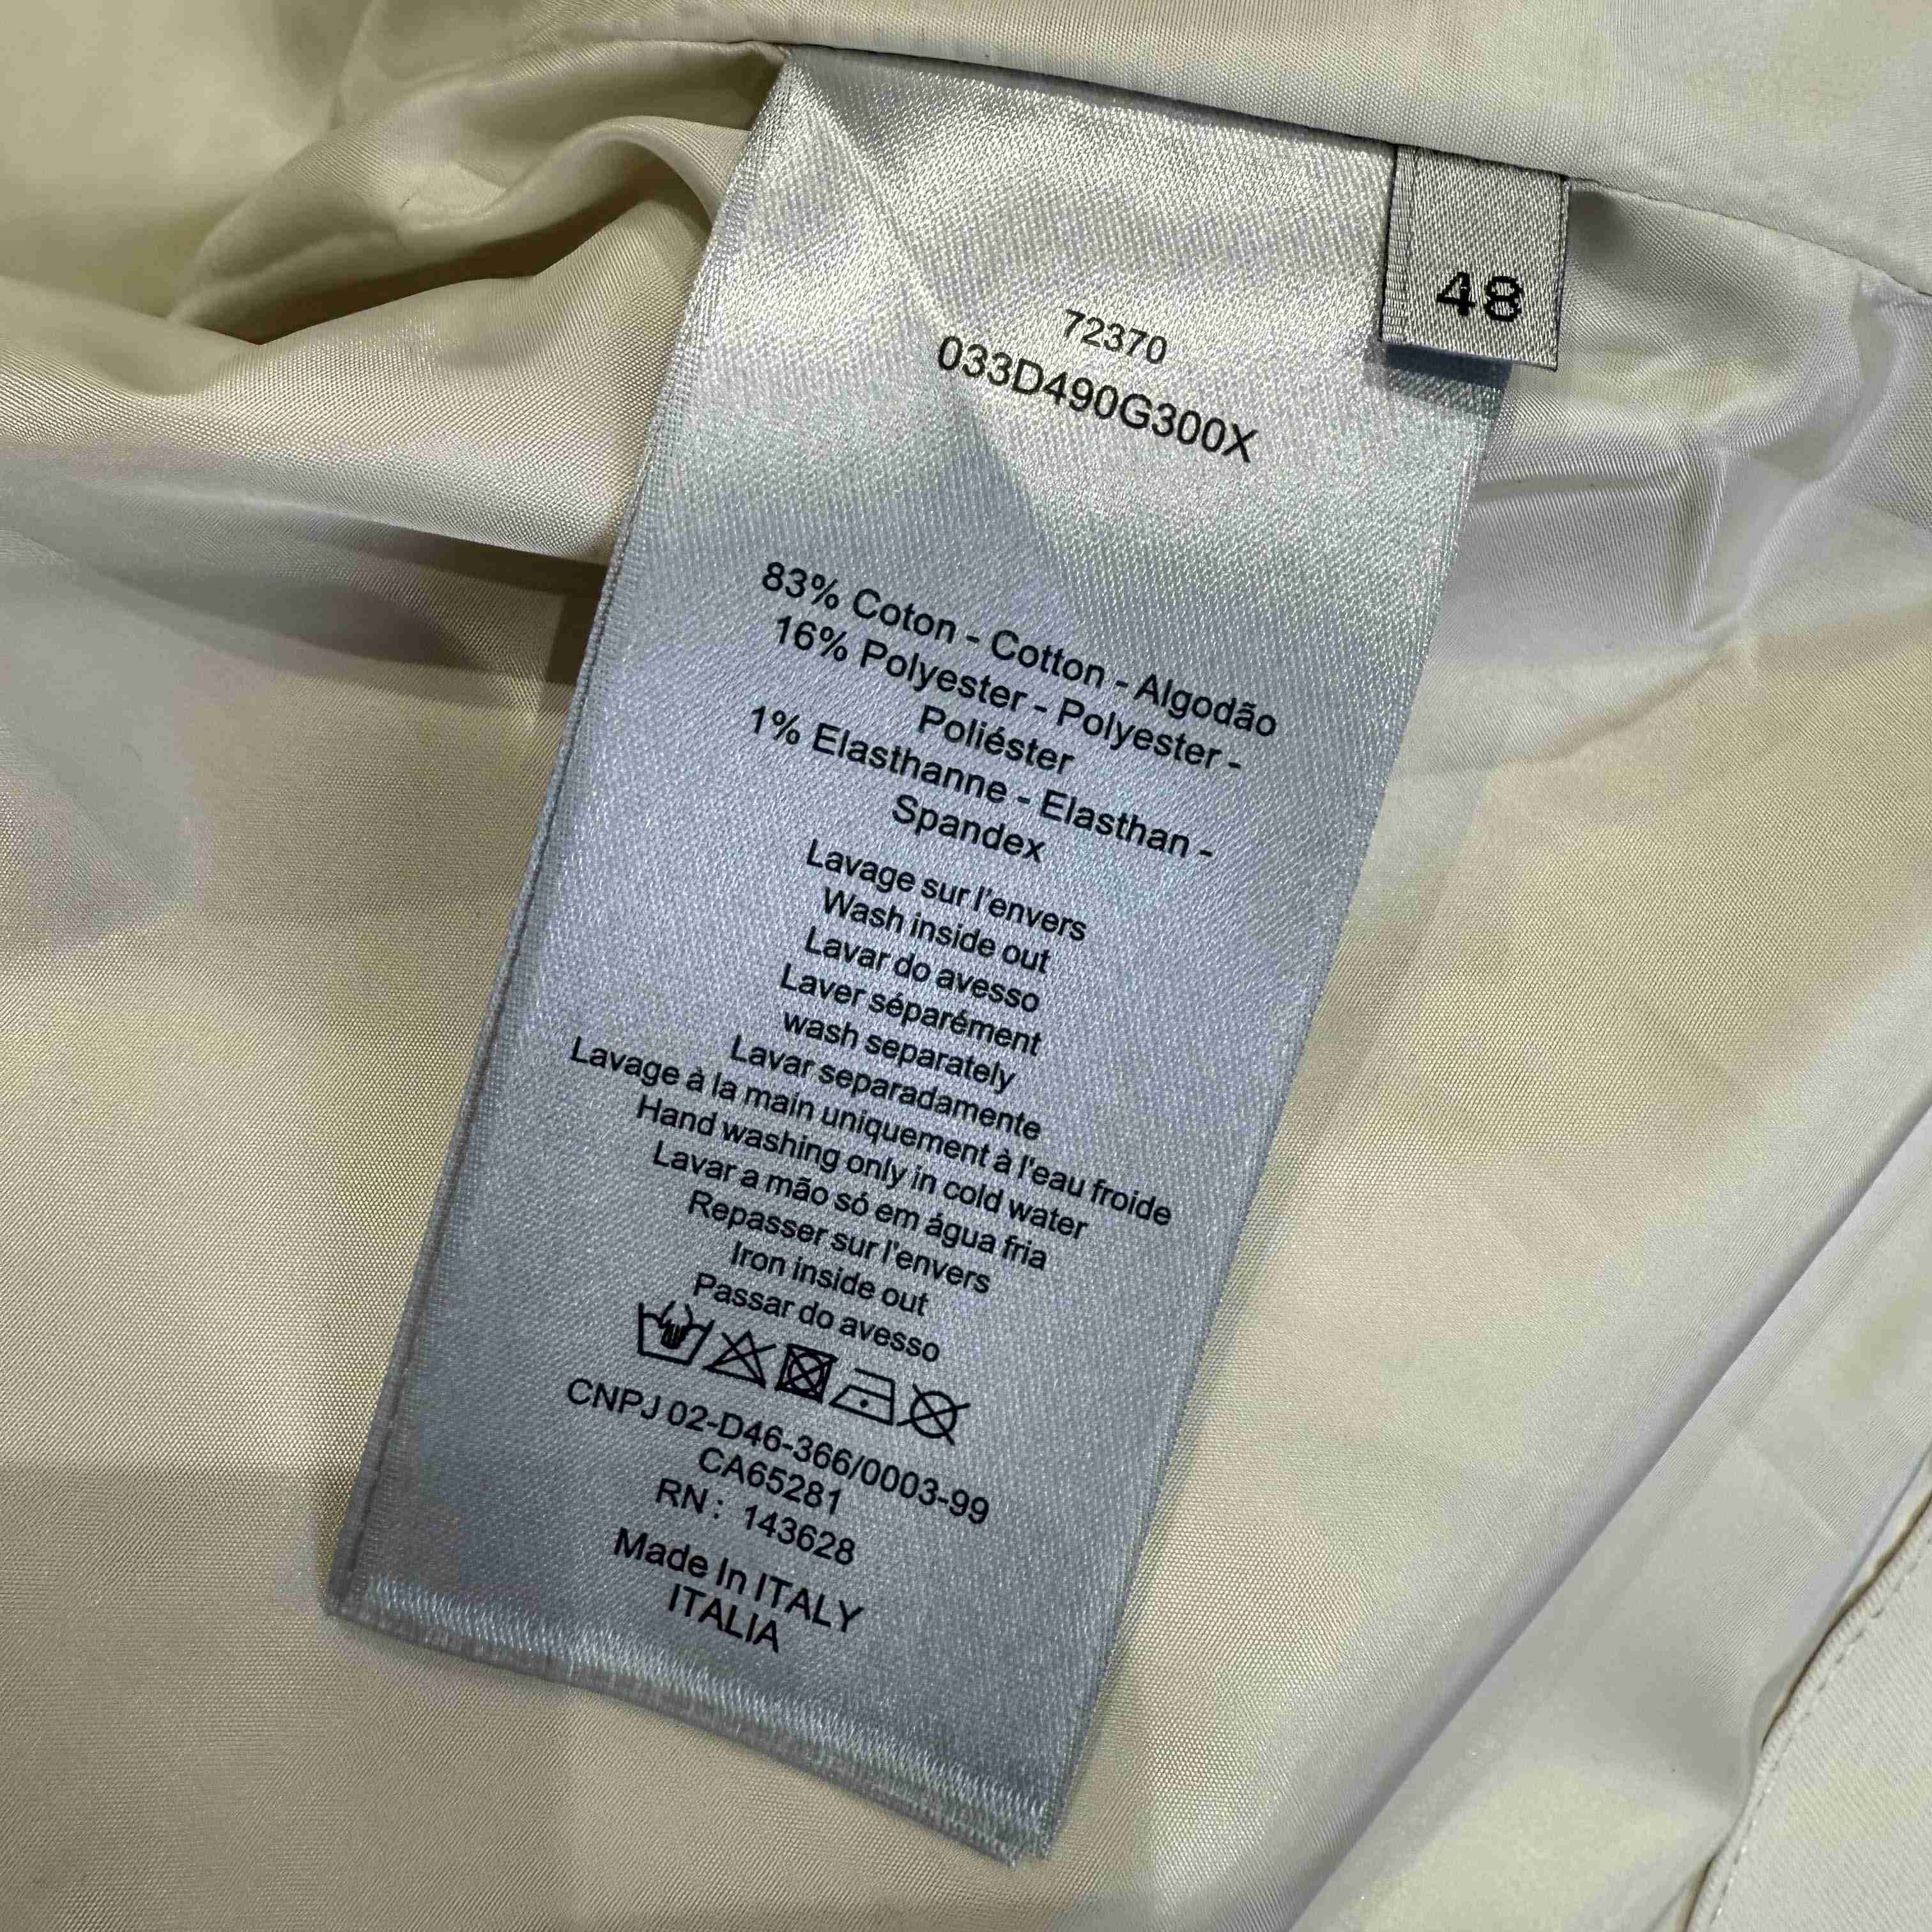 48
72370
033D490G300X
83% Coton - Cotton - Algodão
16% Polyester - Polyester -
Poliéster
1% Elasthanne - Elasthan -
Spandex
Lavage sur l'envers
Wash inside out
Lavar do avesso
Laver séparément
wash separately
Lavar separadamente
Lavage à la main uniquement à l'eau froide
Hand washing only in cold water
Lavar a mão só em água fria
Repasser sur l'envers
Iron inside out
Passar do avesso
CNPJ 02-D46-366/0003-99
CA65281
RN : 143628
Made In ITALY
ITALIA